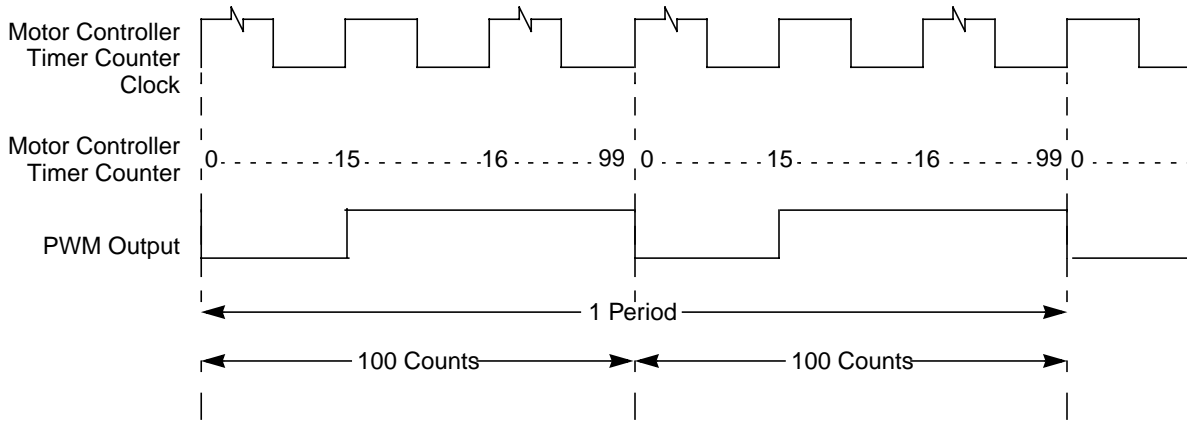 Motor Controller
Timer Counter
Clock
Motor Controller
Timer Counter
0 15 16 99 0 15 16 99 0
PWM Output
1 Period
100 Counts 100 Counts